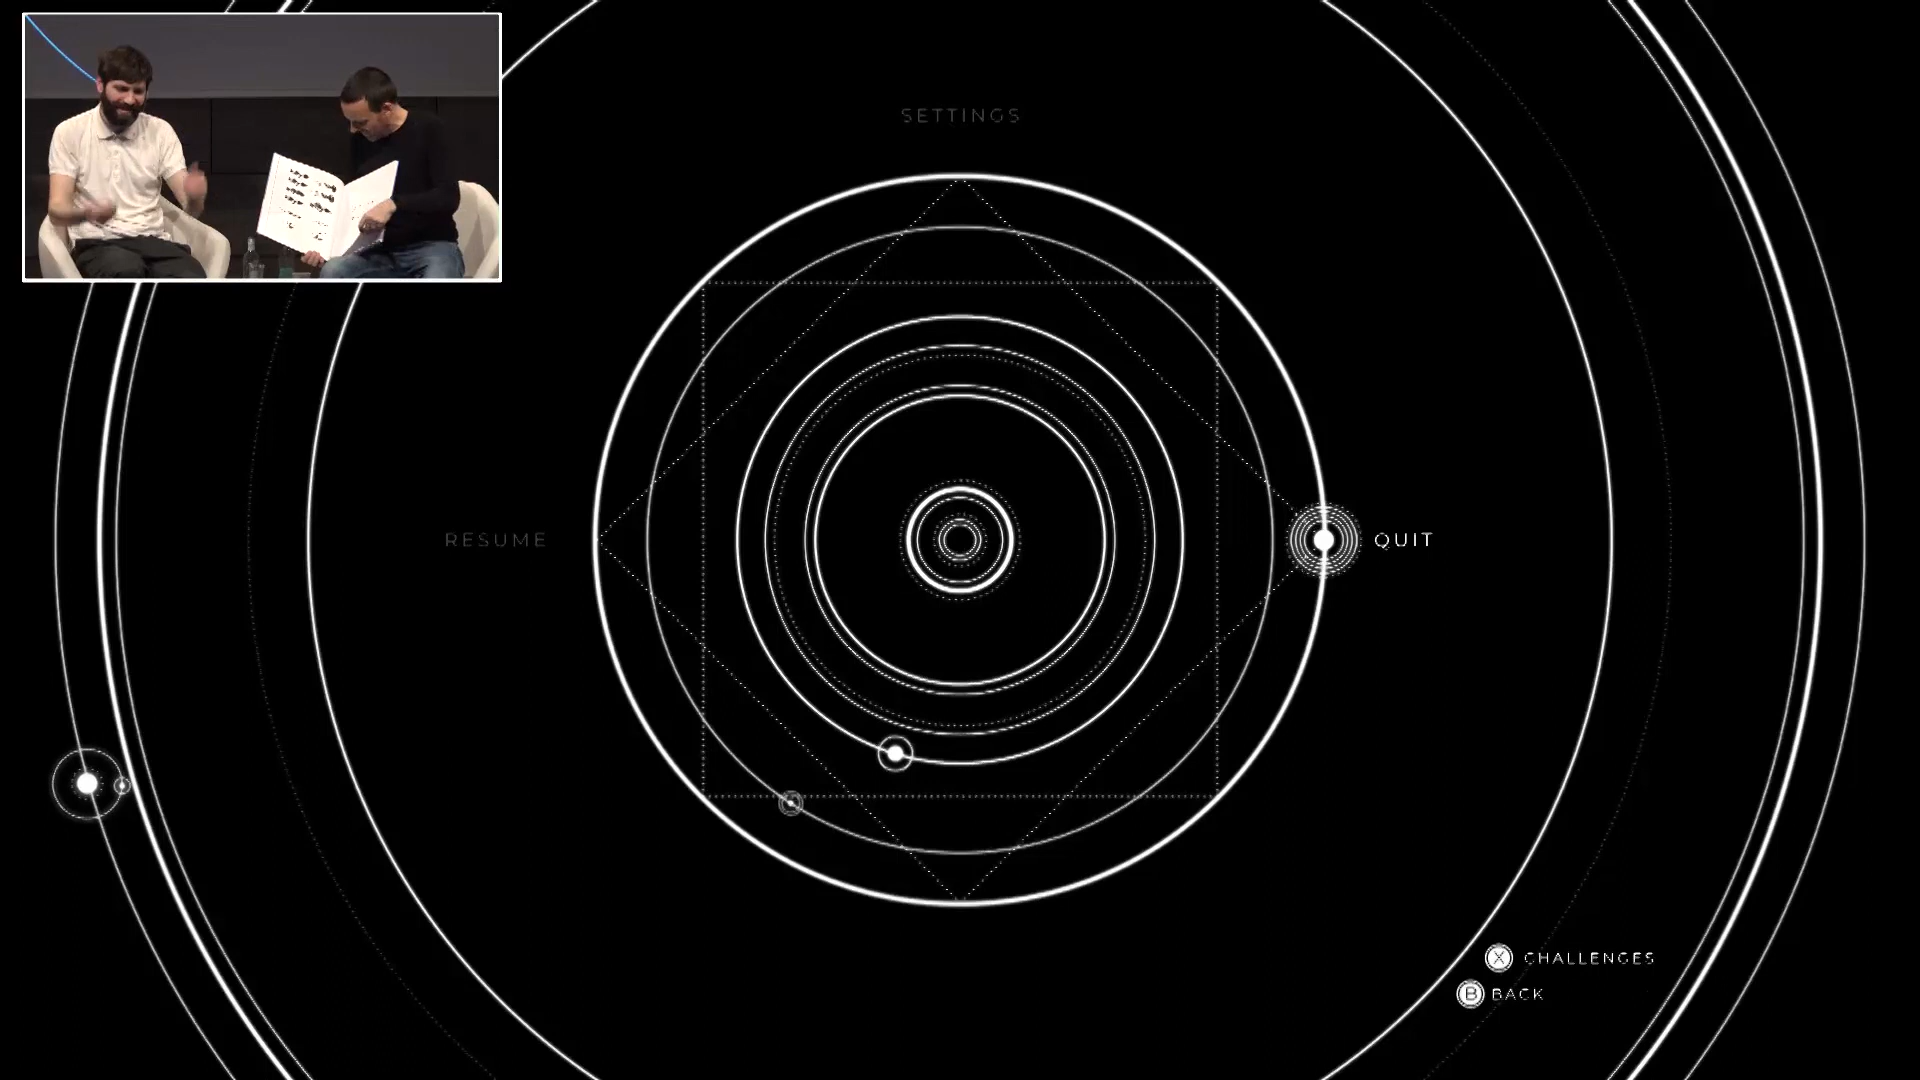 SETTINGS
RESUME
QUIT
X CHALLENGES
B BACK